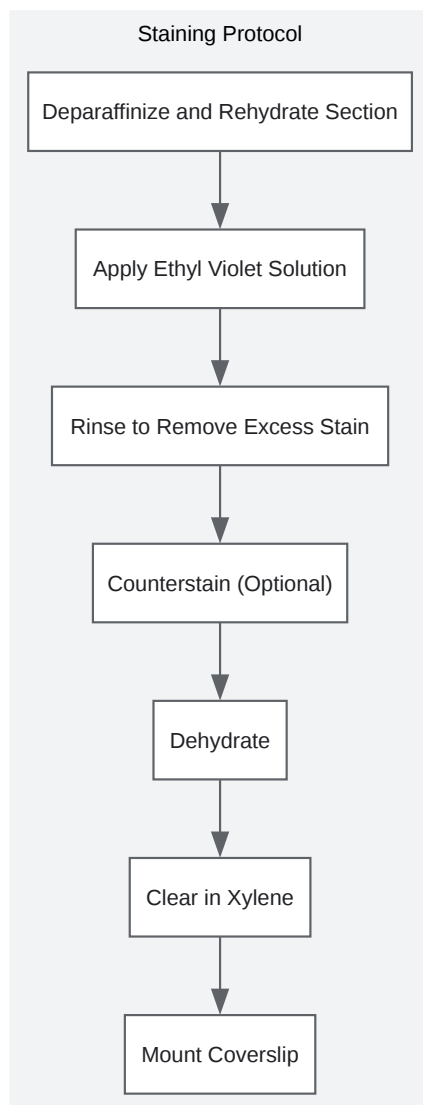 Staining Protocol
Deparaffinize and Rehydrate Section
Apply Ethyl Violet Solution
Rinse to Remove Excess Stain
Counterstain (Optional)
Dehydrate
Clear in Xylene
Mount Coverslip